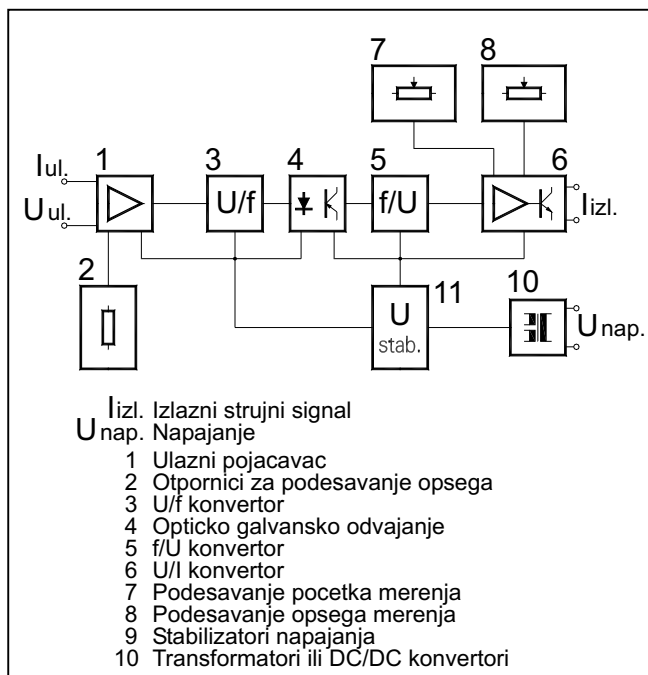 7 8
1 3 4 5 6
Iul.
Uul.
U/f
f/U
Iizl.
2
11 10
U
stab.
Unap.
Iizl. Izlazni strujni signal
Unap. Napajanje
1 Ulazni pojacavac
2 Otpornici za podesavanje opsega
3 U/f konvertor
4 Opticko galvansko odvajanje
5 f/U konvertor
6 U/I konvertor
7 Podesavanje pocetka merenja
8 Podesavanje opsega merenja
9 Stabilizatori napajanja
10 Transformatori ili DC/DC konvertori